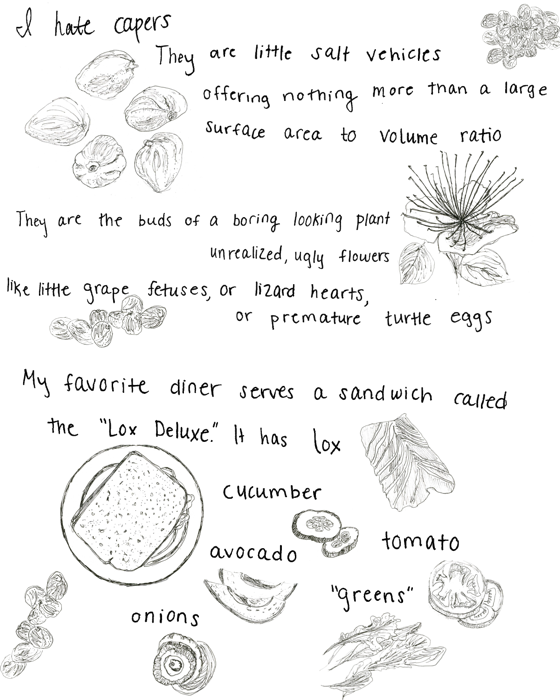 I hate capers
They are little salt vehicles
offering nothing more than a large
surface area to volume ratio
They are the buds of a boring looking plant
unrealized, ugly flowers
like little grape fetuses, or lizard hearts,
or premature turtle eggs
My favorite diner serves a sandwich called
the "Lox Deluxe." It has lox
cucumber
avocado
tomato
"greens"
onions